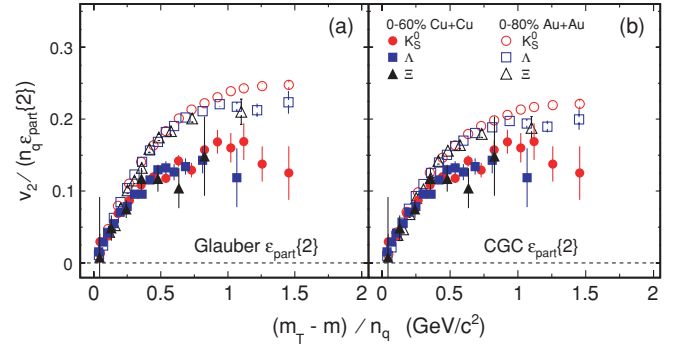 (a)
0-60% Cu+Cu 0-80% Au+Au
K⁰_S K⁰_S (b)
Λ Λ
Ξ Ξ
0.3
0.2
0.1
0
v₂ / (n_q ε_part{2})
Glauber ε_part{2}
CGC ε_part{2}
0 0.5 1 1.5 0 0.5 1 1.5 2
(m_T - m) / n_q (GeV/c²)